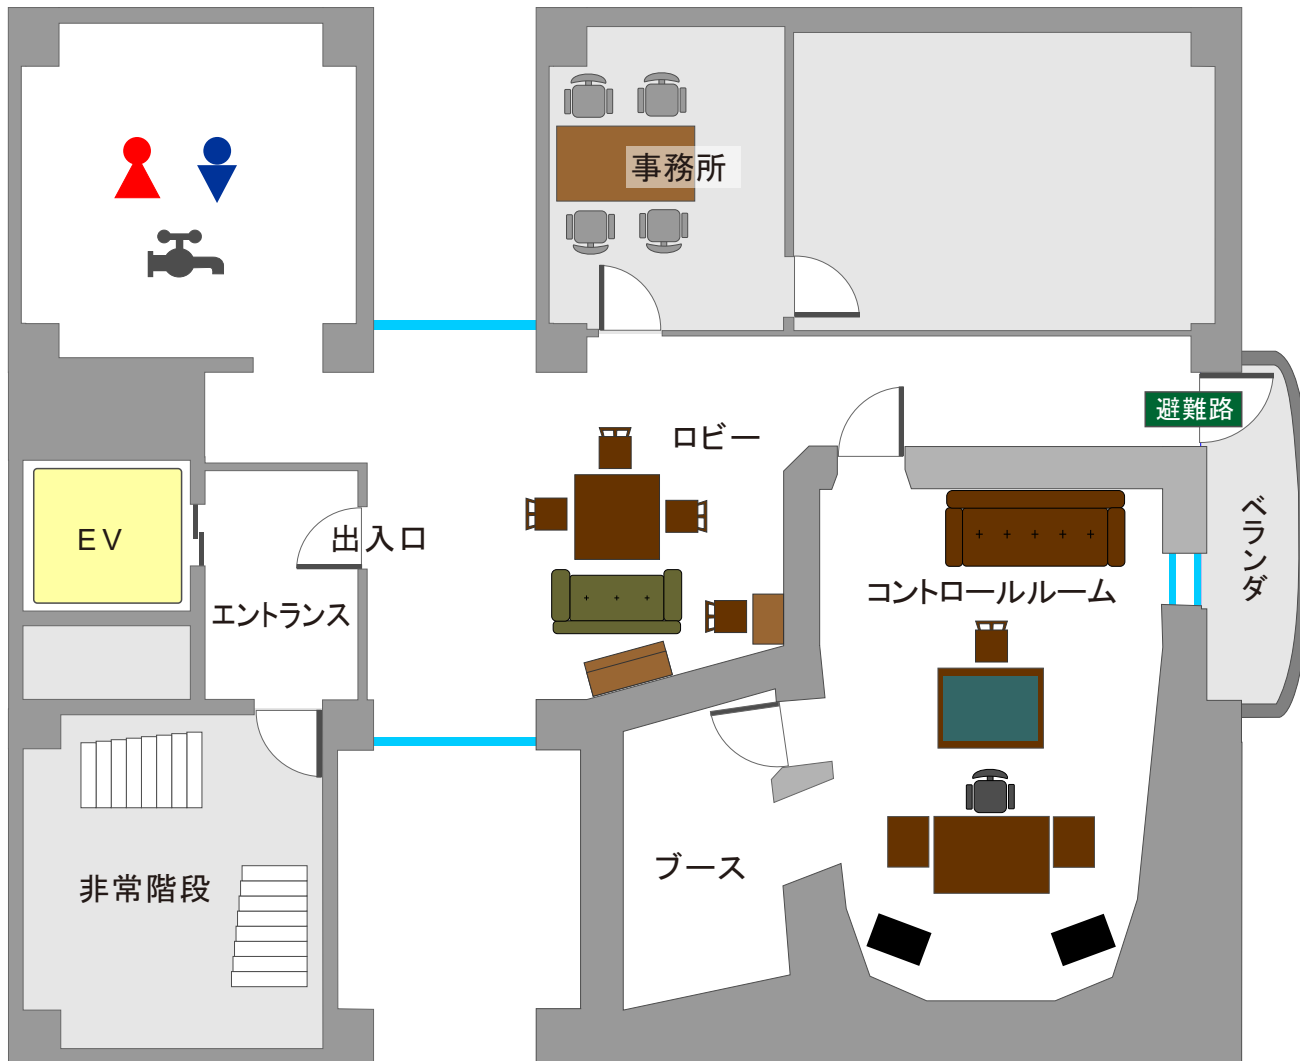 事務所
避難路
ロビー
ベランダ
EV
出入口
コントロールルーム
エントランス
ブース
非常階段